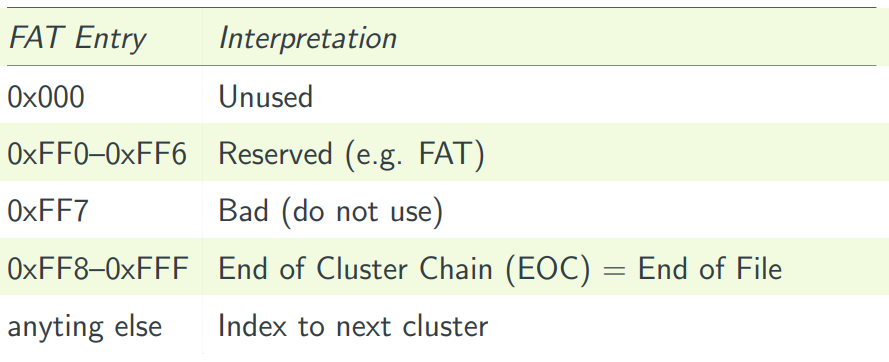 FAT Entry Interpretation
0x000 Unused
0xFF0–0xFF6 Reserved (e.g. FAT)
0xFF7 Bad (do not use)
0xFF8–0xFFF End of Cluster Chain (EOC) = End of File
anyting else Index to next cluster